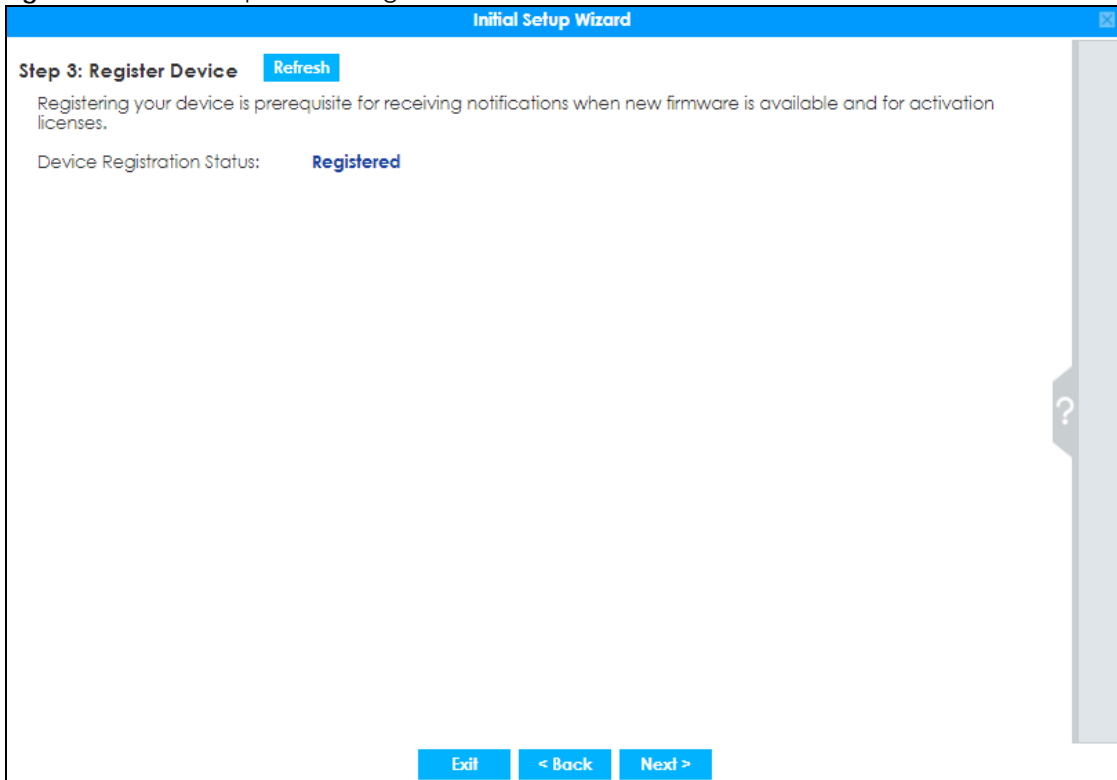 Initial Setup Wizard
Step 3: Register Device Refresh
Registering your device is prerequisite for receiving notifications when new firmware is available and for activation
licenses.
Device Registration Status: Registered
?
Exit < Back Next >